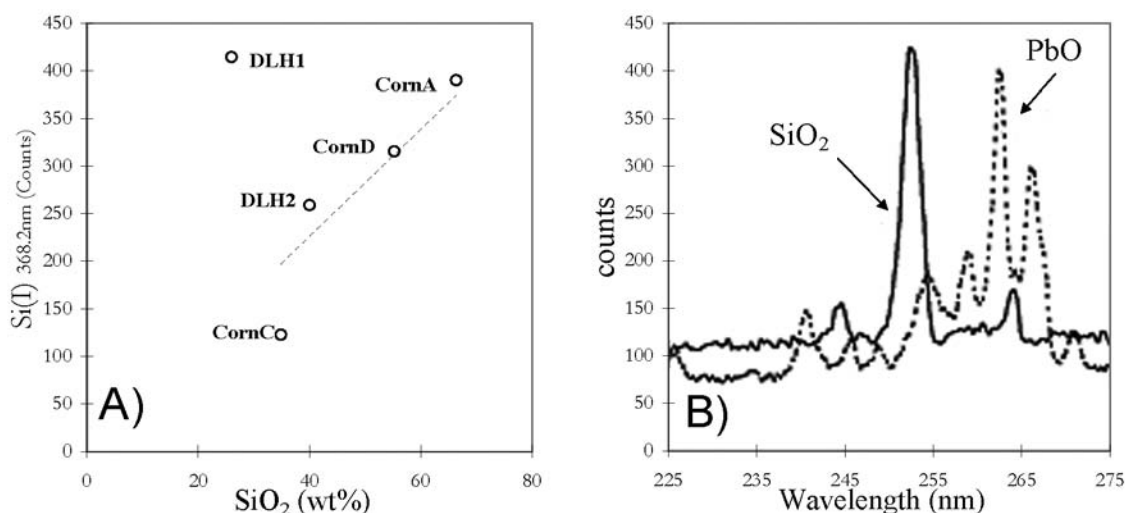 450
400
350
300
250
200
150
100
50
0
Si(I) 368.2nm (Counts)
DLH1
CornA
CornD
DLH2
CornC
A)
0 20 40 60 80
SiO2 (wt%)
450
400
350
300
250
200
150
100
50
0
counts
PbO
SiO2
B)
225 235 245 255 265 275
Wavelength (nm)